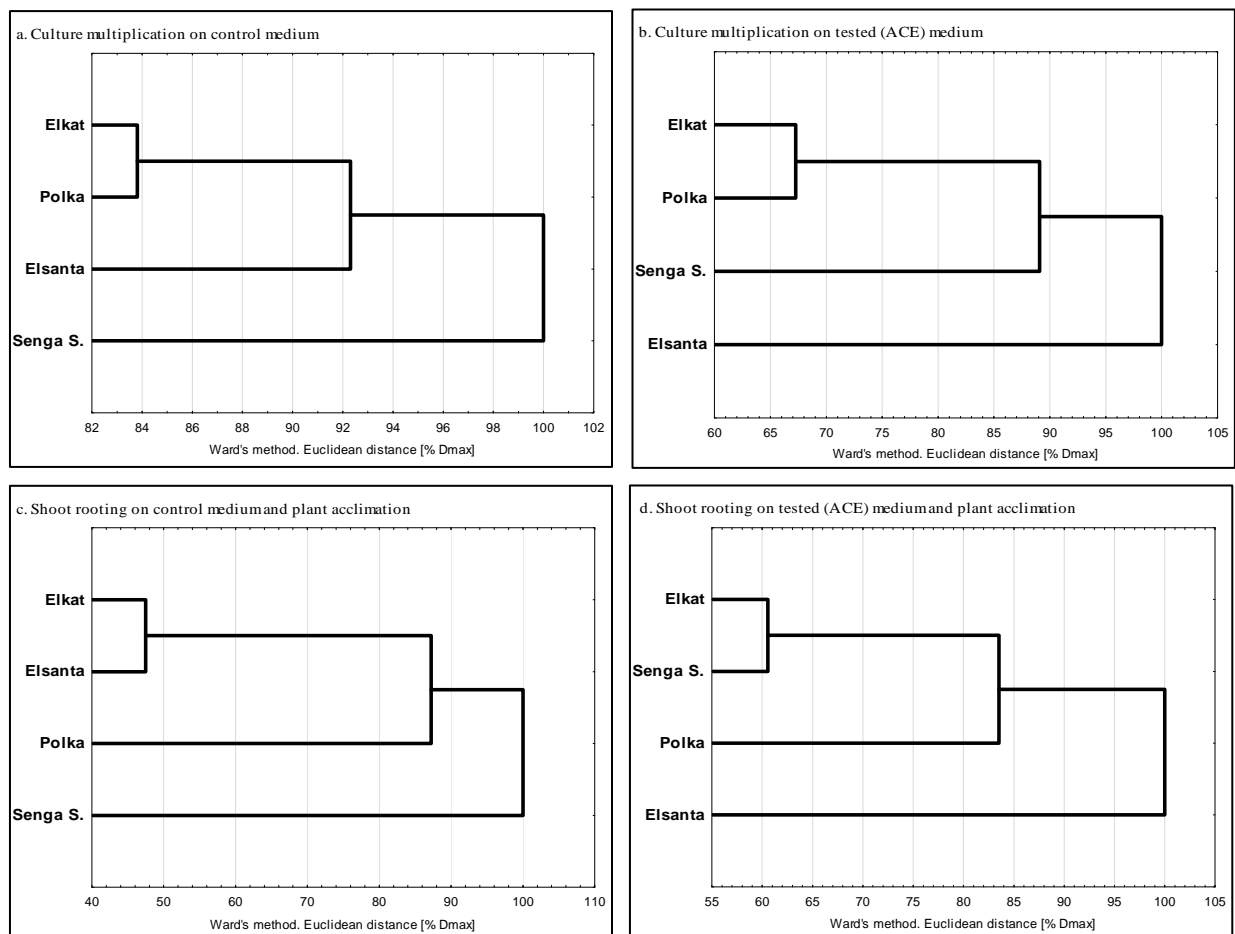 a. Culture multiplication on control medium
Elkat
Polka
Elsanta
Senga S.
82 84 86 88 90 92 94 96 98 100 102
Ward's method. Euclidean distance [% Dmax]
b. Culture multiplication on tested (ACE) medium
Elkat
Polka
Senga S.
Elsanta
60 65 70 75 80 85 90 95 100 105
Ward's method. Euclidean distance [% Dmax]
c. Shoot rooting on control medium and plant acclimation
Elkat
Elsanta
Polka
Senga S.
40 50 60 70 80 90 100 110
Ward's method. Euclidean distance [% Dmax]
d. Shoot rooting on tested (ACE) medium and plant acclimation
Elkat
Senga S.
Polka
Elsanta
55 60 65 70 75 80 85 90 95 100 105
Ward's method. Euclidean distance [% Dmax]